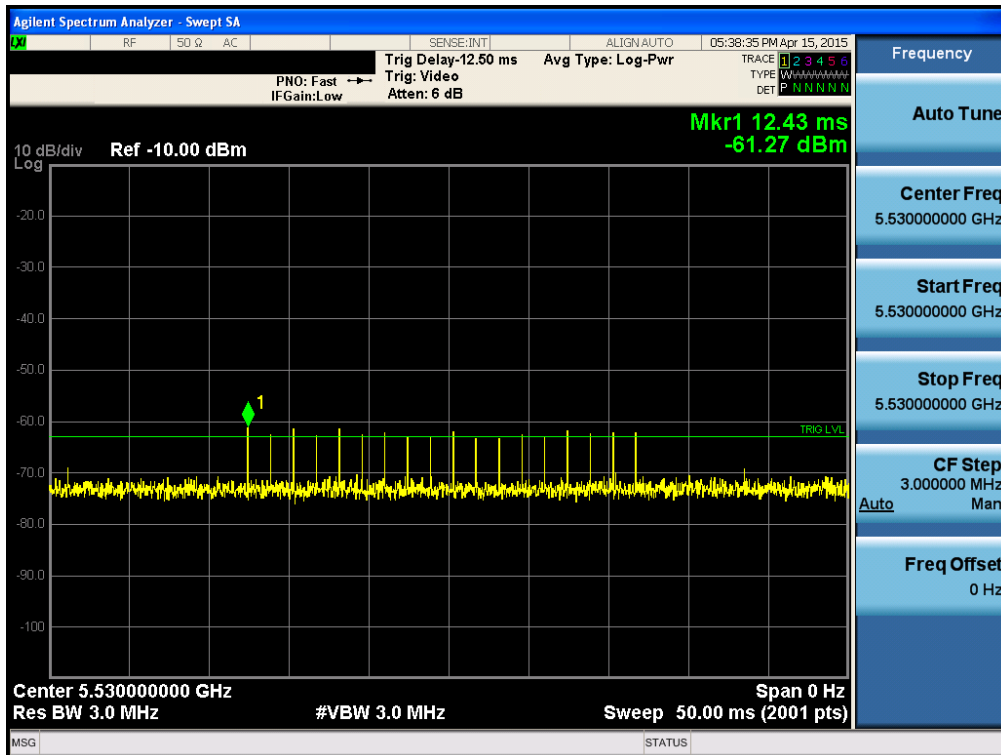 Agilent Spectrum Analyzer - Swept SA
LXI RF 50 Ω AC SENSE:INT ALIGN AUTO 05:38:35 PM Apr 15, 2015
Frequency
PNO: Fast
IFGain:Low
Trig Delay-12.50 ms
Trig: Video
Atten: 6 dB
Avg Type: Log-Pwr
TRACE 1 2 3 4 5 6
TYPE W
DET P N N N N N
Auto Tune
Mkr1 12.43 ms
-61.27 dBm
10 dB/div Ref -10.00 dBm
Log
Center Freq
5.530000000 GHz
-20.0
-30.0
Start Freq
5.530000000 GHz
-40.0
-50.0
Stop Freq
5.530000000 GHz
1
-60.0
TRIG LVL
-70.0
CF Step
3.000000 MHz
Auto Man
-80.0
-90.0
Freq Offset
0 Hz
-100
Center 5.530000000 GHz Span 0 Hz
Res BW 3.0 MHz #VBW 3.0 MHz Sweep 50.00 ms (2001 pts)
MSG STATUS